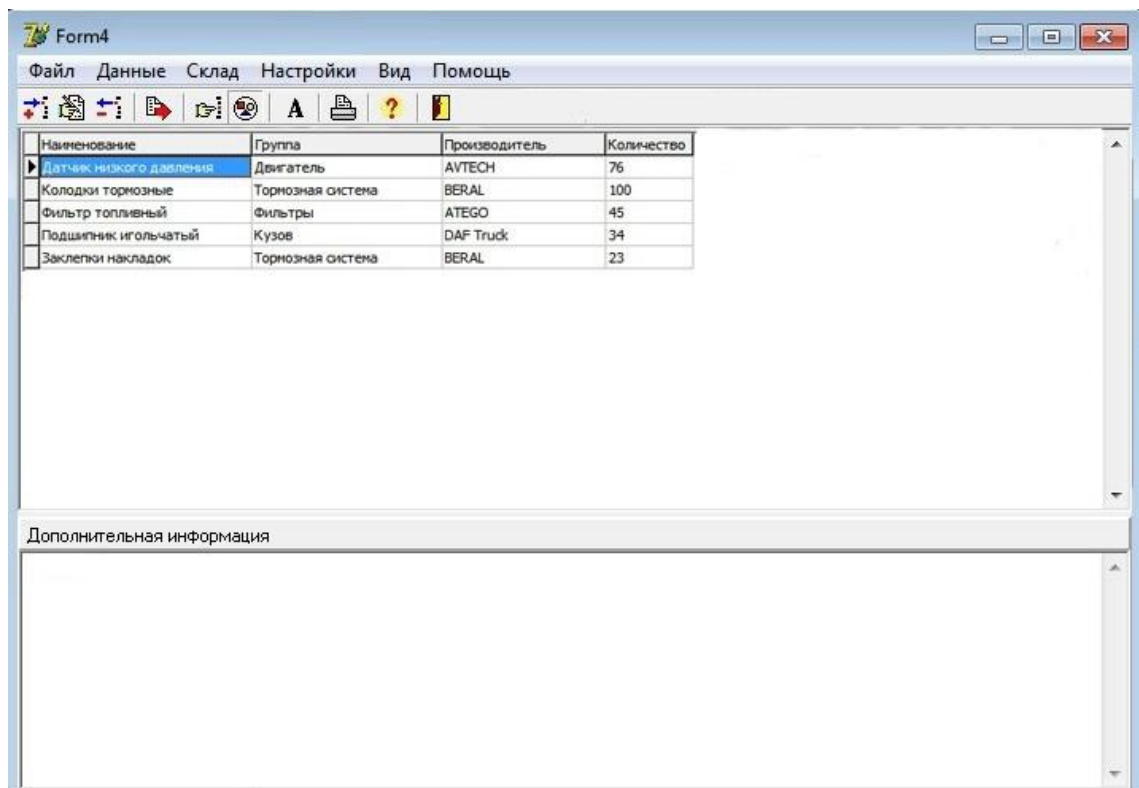 Form4
Файл Данные Склад Настройки Вид Помощь
A ?
Наименование Группа Производитель Количество
Датчик низкого давления Двигатель AVTECH 76
Колодки тормозные Тормозная система BERAL 100
Фильтр топливный Фильтры ATEGO 45
Подшипник игольчатый Кузов DAF Truck 34
Заклепки накладок Тормозная система BERAL 23
Дополнительная информация